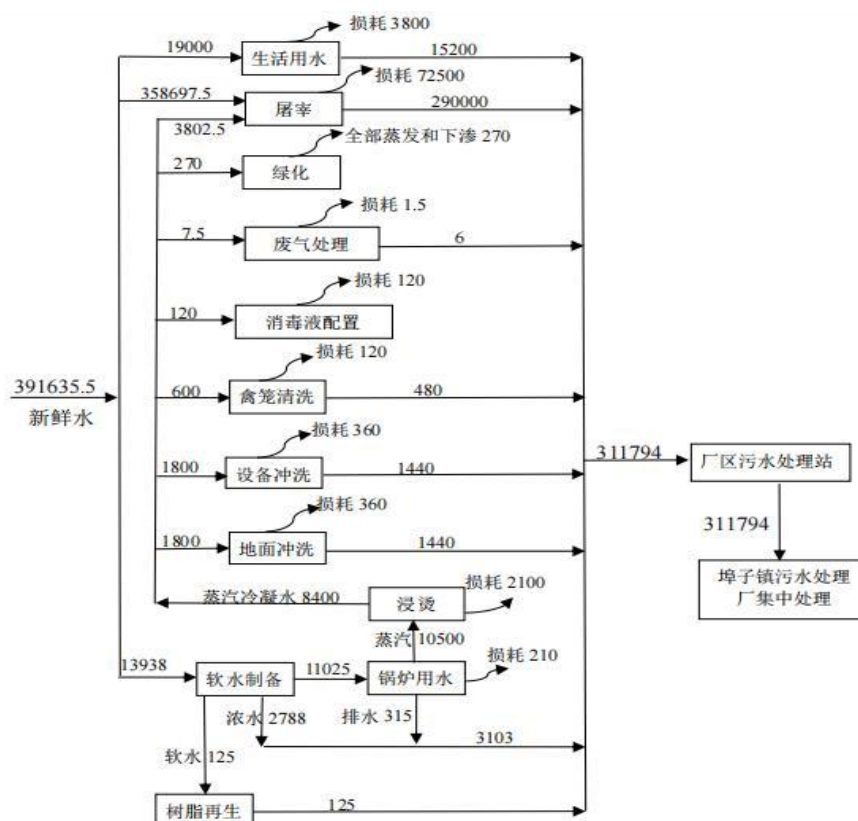 损耗 3800
19000
生活用水
15200
损耗 72500
358697.5
屠宰
290000
3802.5
全部蒸发和下渗 270
270
绿化
损耗 1.5
7.5
废气处理
6
损耗 120
120
消毒液配置
损耗 120
391635.5
新鲜水
600
禽笼清洗
480
损耗 360
1800
设备冲洗
1440
311794
厂区污水处理站
损耗 360
311794
1800
地面冲洗
1440
埠子镇污水处理
厂集中处理
蒸汽冷凝水 8400
浸烫
损耗 2100
蒸汽 10500
损耗 210
13938
软水制备
11025
锅炉用水
浓水 2788
排水 315
3103
软水 125
树脂再生
125